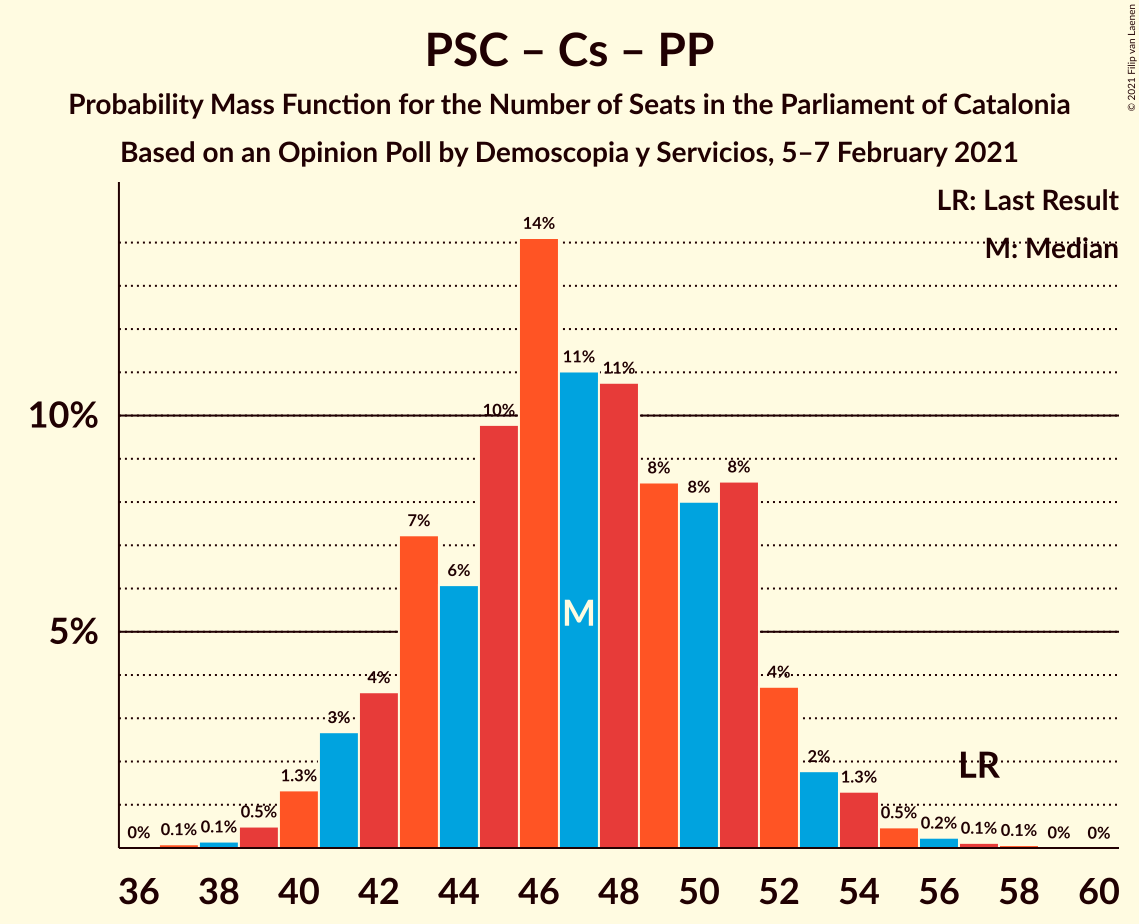 PSC – Cs – PP
Probability Mass Function for the Number of Seats in the Parliament of Catalonia
Based on an Opinion Poll by Demoscopia y Servicios, 5–7 February 2021
© 2021 Filip van Laenen
LR: Last Result
M: Median
10%
5%
0% 0.1% 0.1% 0.5% 1.3% 3% 4% 7% 6% 10% 14% 11% 11% 8% 8% 8% 4% 2% 1.3% 0.5% 0.2% 0.1% 0.1% 0% 0%
M
LR
36 38 40 42 44 46 48 50 52 54 56 58 60